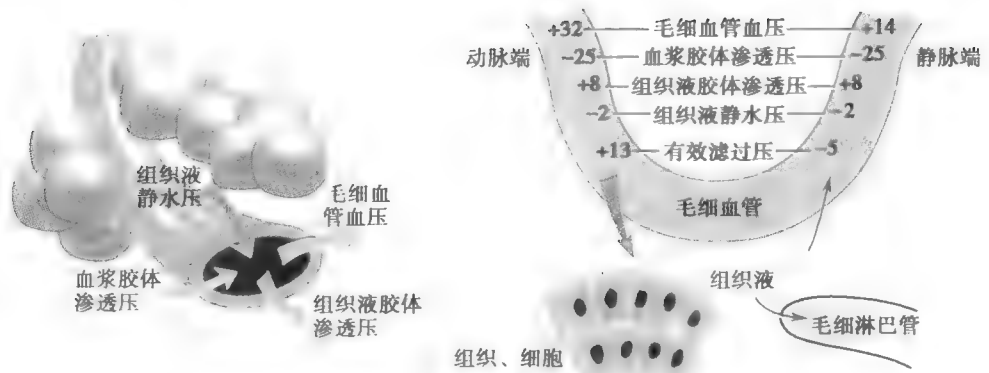 组织液
静水压
毛细血
管血压
血浆胶体
渗透压
组织液胶体
渗透压
动脉端
静脉端
+32 毛细血管血压 +14
-25 血浆胶体渗透压 -25
+8 组织液胶体渗透压 +8
-2 组织液静水压 -2
+13 有效滤过压 -5
毛细血管
组织液
毛细淋巴管
组织、细胞